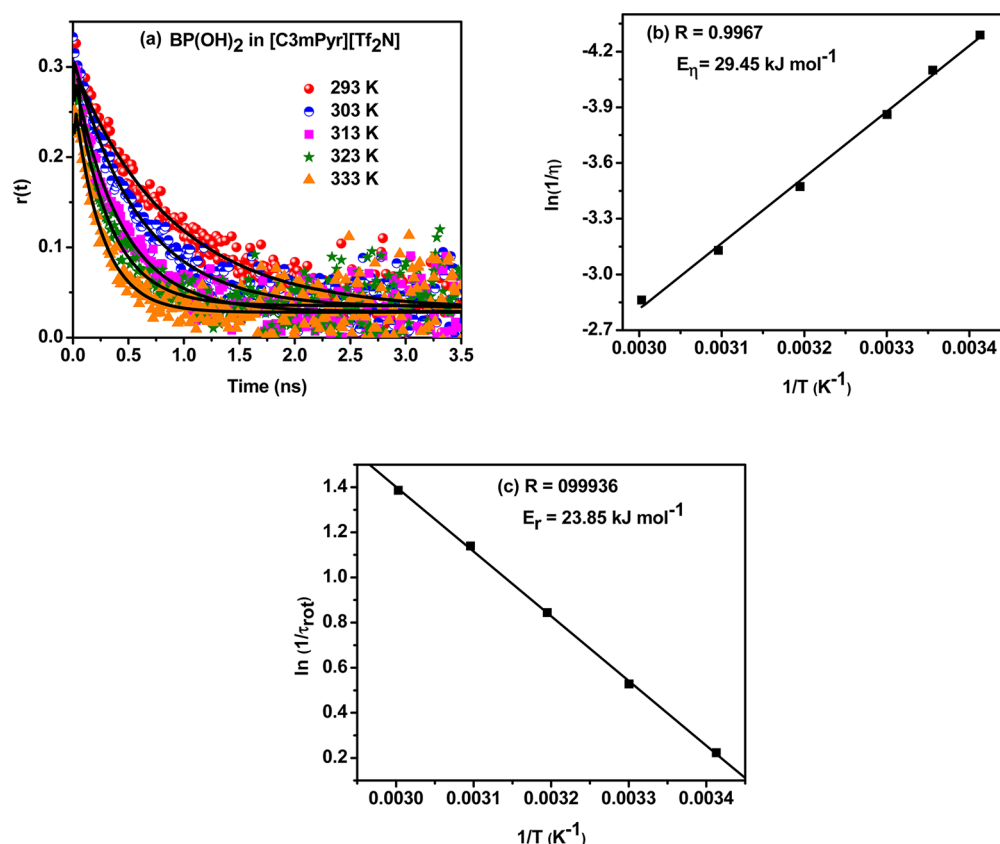 (a) BP(OH)2 in [C3mPyr][Tf2N]
293 K
303 K
313 K
323 K
333 K
r(t)
0.3
0.2
0.1
0.0
0.0 0.5 1.0 1.5 2.0 2.5 3.0 3.5
Time (ns)
(b) R = 0.9967
Eη = 29.45 kJ mol-1
ln(1/η)
-4.2
-3.9
-3.6
-3.3
-3.0
-2.7
0.0030 0.0031 0.0032 0.0033 0.0034
1/T (K-1)
(c) R = 099936
Er = 23.85 kJ mol-1
ln (1/τrot)
1.4
1.2
1.0
0.8
0.6
0.4
0.2
0.0030 0.0031 0.0032 0.0033 0.0034
1/T (K-1)